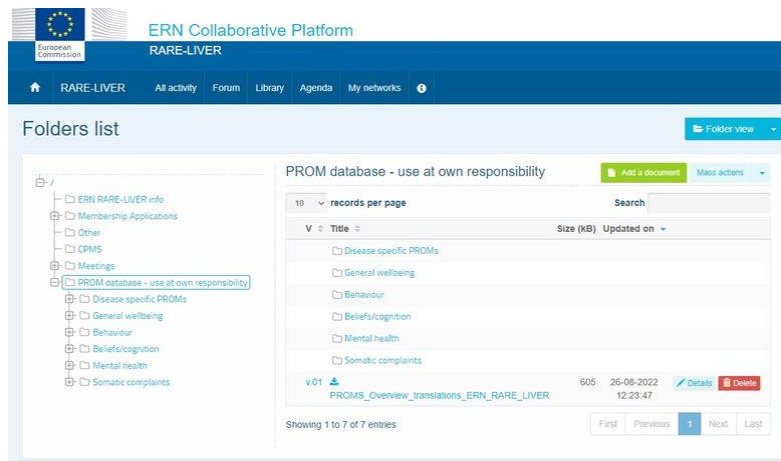 European
Commission
ERN Collaborative Platform
RARE-LIVER
RARE-LIVER All activity Forum Library Agenda My networks
Folders list
Folder view
/
ERN RARE-LIVER info
Membership Applications
Other
CPMS
Meetings
PROM database - use at own responsibility
Disease specific PROMs
General wellbeing
Behaviour
Beliefs/cognition
Mental health
Somatic complaints
PROM database - use at own responsibility
Add a document
Mass actions
10 records per page
Search
V Title Size (kB) Updated on
Disease specific PROMs
General wellbeing
Behaviour
Beliefs/cognition
Mental health
Somatic complaints
v.01 605 26-08-2022 Details Delete
PROMS_Overview_translations_ERN_RARE_LIVER 12:23:47
Showing 1 to 7 of 7 entries
First Previous 1 Next Last